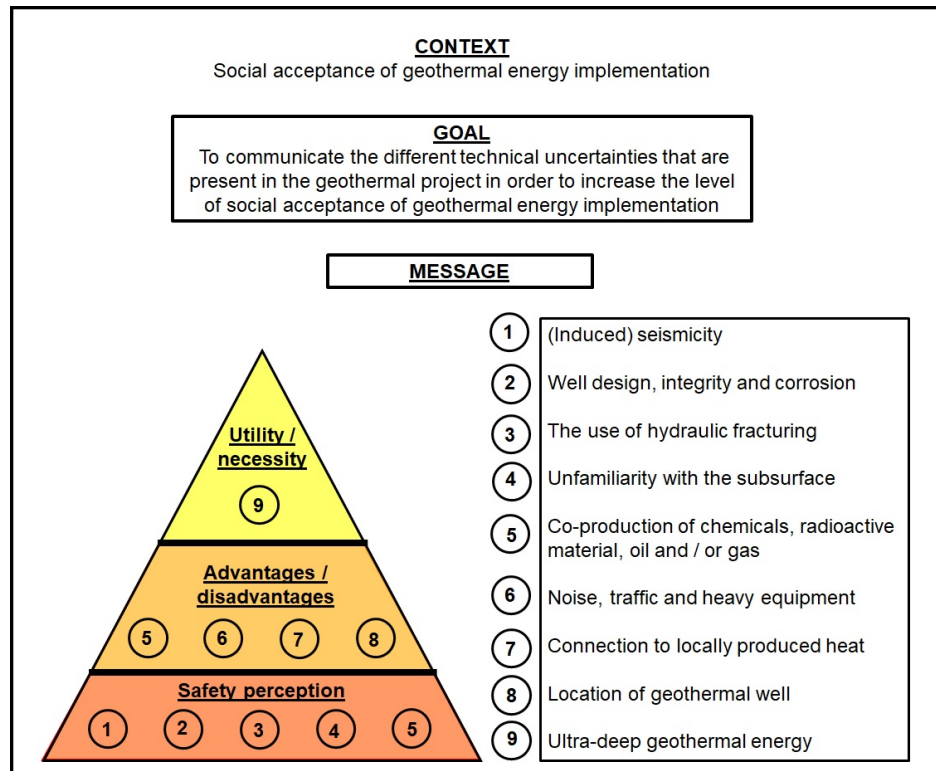 CONTEXT
Social acceptance of geothermal energy implementation
GOAL
To communicate the different technical uncertainties that are
present in the geothermal project in order to increase the level
of social acceptance of geothermal energy implementation
MESSAGE
Utility /
necessity
9
Advantages /
disadvantages
5 6 7 8
Safety perception
1 2 3 4 5
1 (Induced) seismicity
2 Well design, integrity and corrosion
3 The use of hydraulic fracturing
4 Unfamiliarity with the subsurface
5 Co-production of chemicals, radioactive
material, oil and / or gas
6 Noise, traffic and heavy equipment
7 Connection to locally produced heat
8 Location of geothermal well
9 Ultra-deep geothermal energy